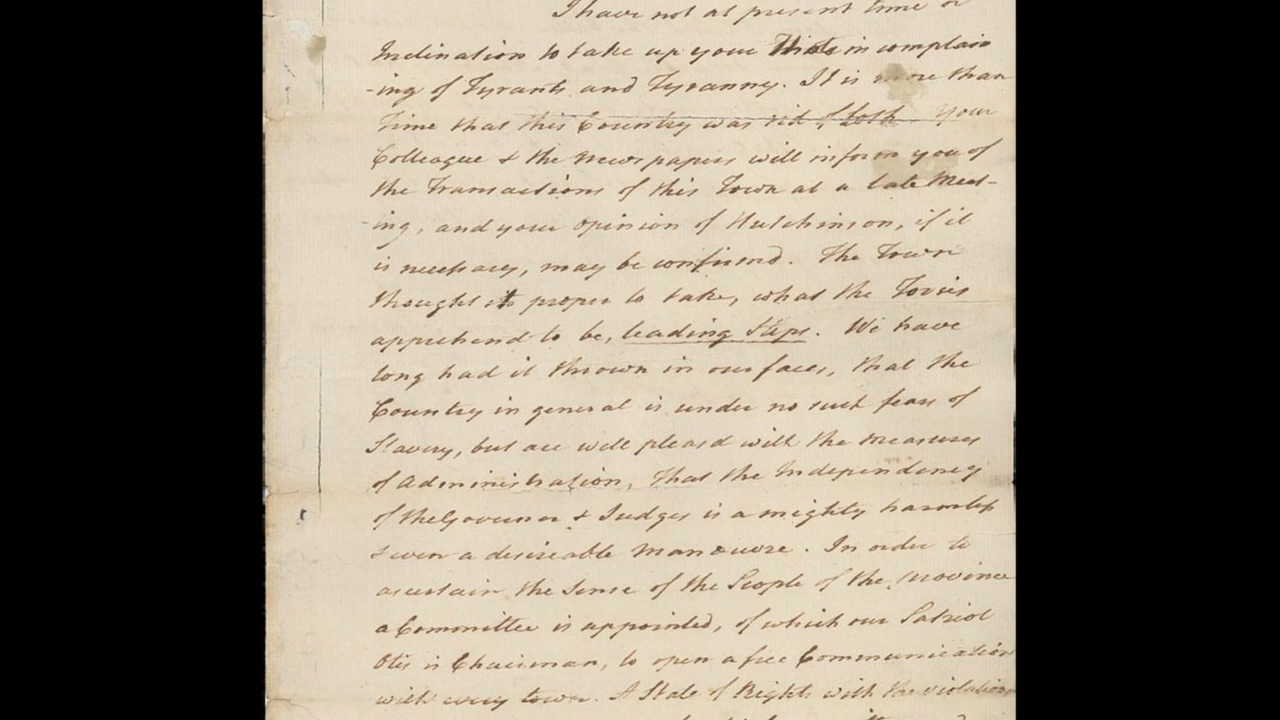 I have not at present time or
Inclination to take up your Hints in complain
-ing of Tyrants and Tyranny. It is more than
Time that this Country was rid of both. Your
Colleague & the News papers will inform you of
the Transactions of this Town at a late Meet-
-ing, and your opinion of Hutchinson, if it
is necessary, may be confirmd. The Town
thought it proper to take, what the Tories
apprehend to be, leading Steps. We have
long had it thrown in our faces, that the
Country in general is under no such fears of
Slavery, but are well pleasd with the Measures
of Administration, That the Independency
of the Governor & Judges is a mighty harmless
& even a desireable Manouvre. In order to
ascertain the Sense of the People of the province
a Committee is appointed, of which our Patriot
Otis is Chairman, to open a free Communication
with every town. A State of Rights with the violations